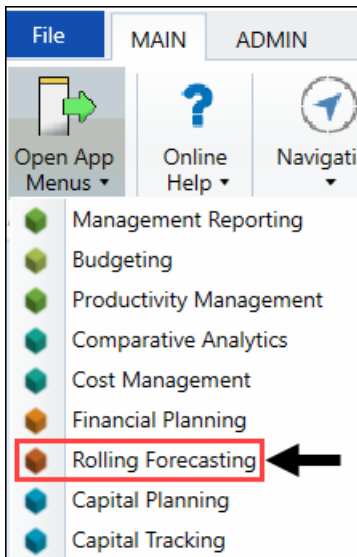 File MAIN ADMIN
Open App Menus
Online Help
Navigati
Management Reporting
Budgeting
Productivity Management
Comparative Analytics
Cost Management
Financial Planning
Rolling Forecasting
Capital Planning
Capital Tracking